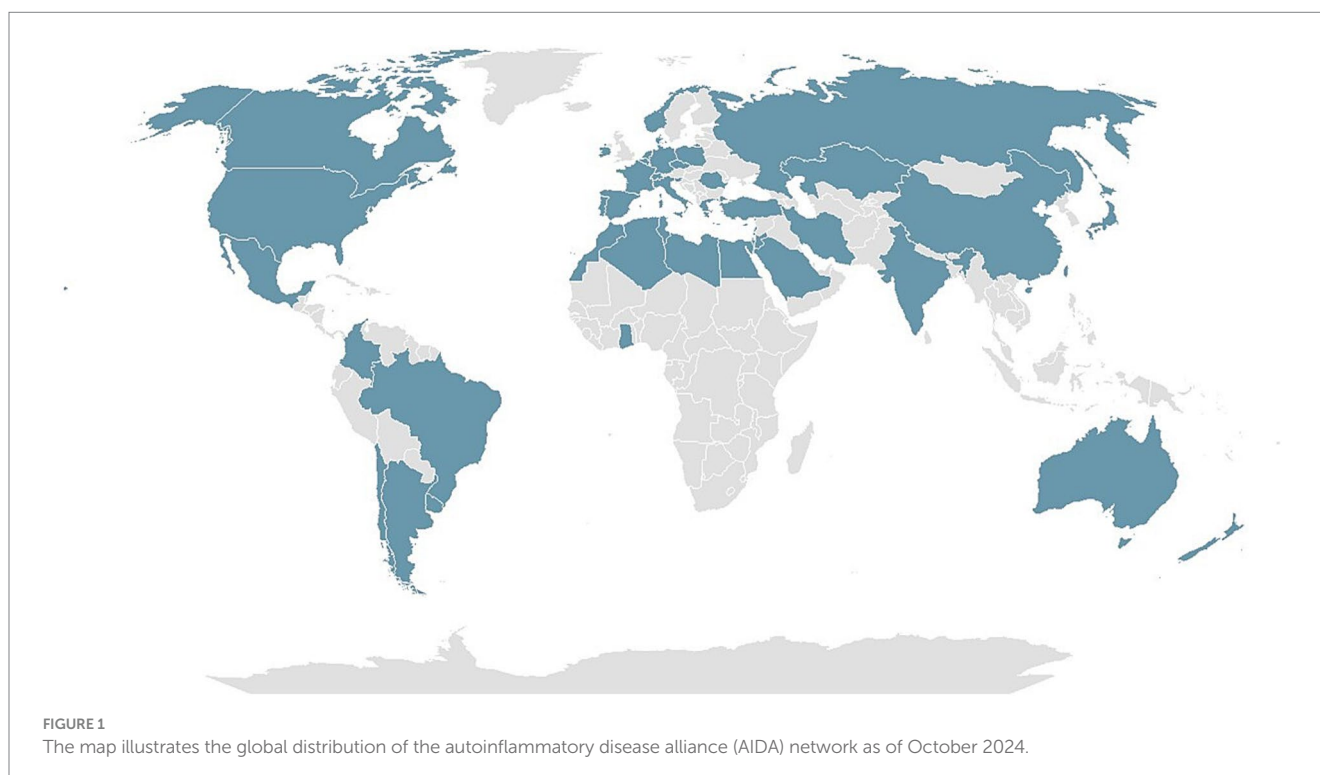 FIGURE 1
The map illustrates the global distribution of the autoinflammatory disease alliance (AIDA) network as of October 2024.